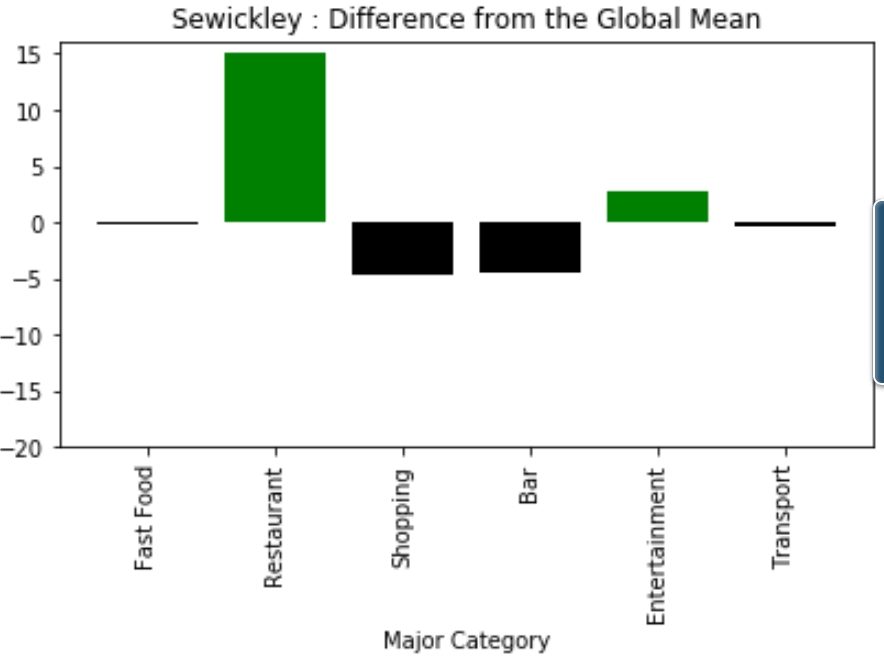 Sewickley : Difference from the Global Mean
15
10
5
0
−5
−10
−15
−20
Fast Food
Restaurant
Shopping
Bar
Entertainment
Transport
Major Category